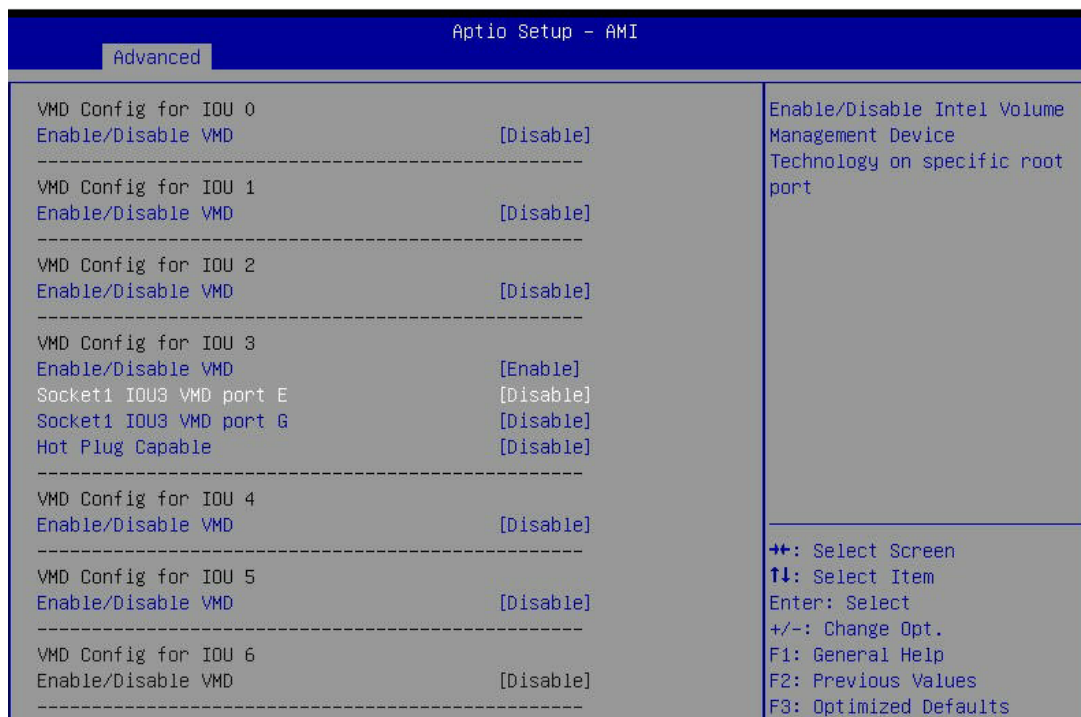 Aptio Setup – AMI
Advanced
VMD Config for IOU 0
Enable/Disable VMD [Disable]
--------------------------------------------------------
VMD Config for IOU 1
Enable/Disable VMD [Disable]
--------------------------------------------------------
VMD Config for IOU 2
Enable/Disable VMD [Disable]
--------------------------------------------------------
VMD Config for IOU 3
Enable/Disable VMD [Enable]
Socket1 IOU3 VMD port E [Disable]
Socket1 IOU3 VMD port G [Disable]
Hot Plug Capable [Disable]
--------------------------------------------------------
VMD Config for IOU 4
Enable/Disable VMD [Disable]
--------------------------------------------------------
VMD Config for IOU 5
Enable/Disable VMD [Disable]
--------------------------------------------------------
VMD Config for IOU 6
Enable/Disable VMD [Disable]
--------------------------------------------------------
Enable/Disable Intel Volume
Management Device
Technology on specific root
port
→←: Select Screen
↑↓: Select Item
Enter: Select
+/-: Change Opt.
F1: General Help
F2: Previous Values
F3: Optimized Defaults